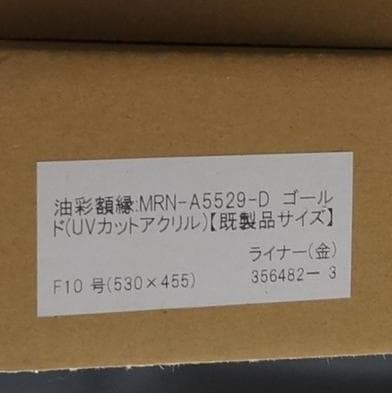 油彩額縁:MRN-A5529-D ゴール
ド(UVカットアクリル)【既製品サイズ】
ライナー(金)
F10 号(530×455) 356482ー 3